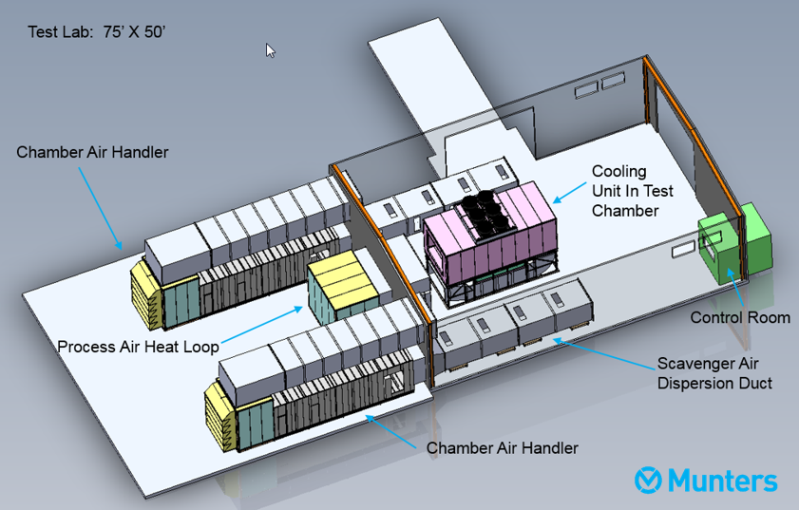 Test Lab:  75’ X 50’
Chamber Air Handler
Cooling
Unit In Test
Chamber
Process Air Heat Loop
Control Room
Scavenger Air
Dispersion Duct
Chamber Air Handler
Munters